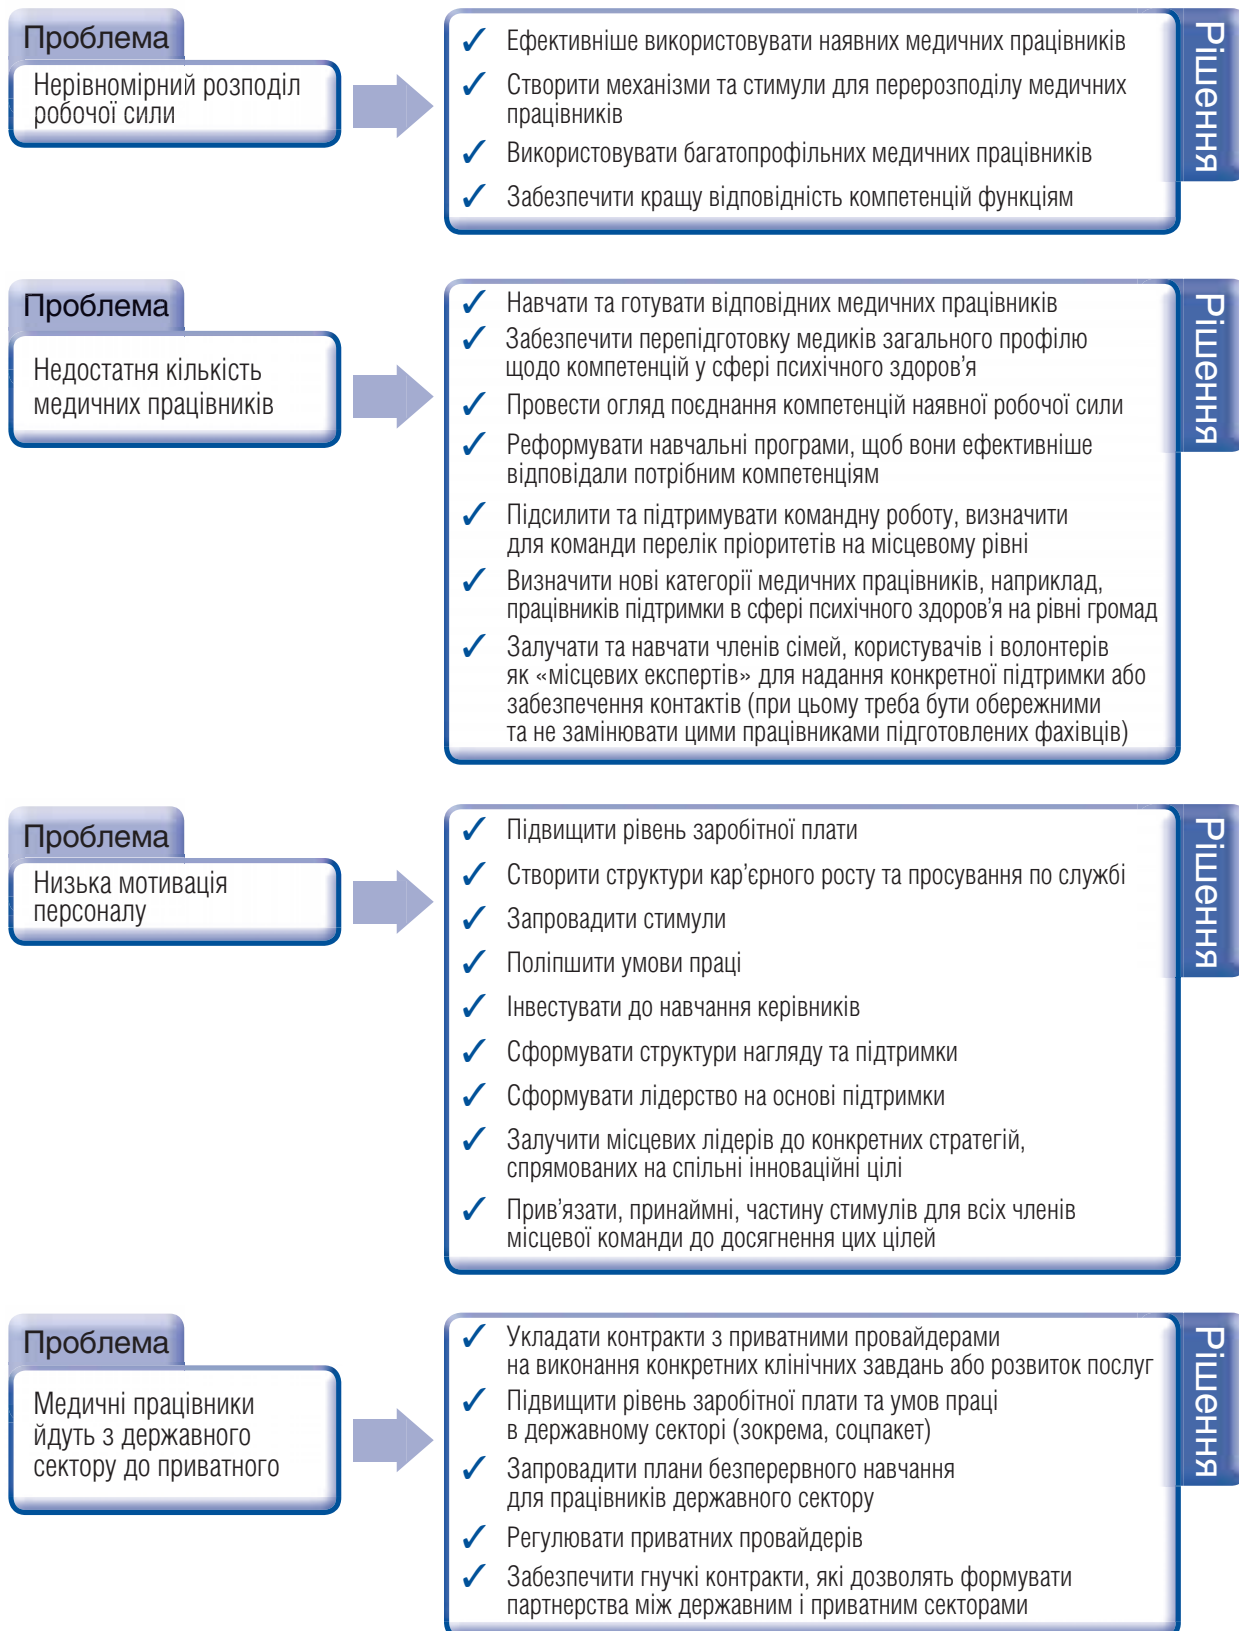 Проблема
Нерівномірний розподіл
робочої сили
✓ Ефективніше використовувати наявних медичних працівників
✓ Створити механізми та стимули для перерозподілу медичних
працівників
✓ Використовувати багатопрофільних медичних працівників
✓ Забезпечити кращу відповідність компетенцій функціям
Рішення
Проблема
Недостатня кількість
медичних працівників
✓ Навчати та готувати відповідних медичних працівників
✓ Забезпечити перепідготовку медиків загального профілю
щодо компетенцій у сфері психічного здоров’я
✓ Провести огляд поєднання компетенцій наявної робочої сили
✓ Реформувати навчальні програми, щоб вони ефективніше
відповідали потрібним компетенціям
✓ Підсилити та підтримувати командну роботу, визначити
для команди перелік пріоритетів на місцевому рівні
✓ Визначити нові категорії медичних працівників, наприклад,
працівників підтримки в сфері психічного здоров’я на рівні громад
✓ Залучати та навчати членів сімей, користувачів і волонтерів
як «місцевих експертів» для надання конкретної підтримки або
забезпечення контактів (при цьому треба бути обережними
та не замінювати цими працівниками підготовлених фахівців)
Рішення
Проблема
Низька мотивація
персоналу
✓ Підвищити рівень заробітної плати
✓ Створити структури кар’єрного росту та просування по службі
✓ Запровадити стимули
✓ Поліпшити умови праці
✓ Інвестувати до навчання керівників
✓ Сформувати структури нагляду та підтримки
✓ Сформувати лідерство на основі підтримки
✓ Залучити місцевих лідерів до конкретних стратегій,
спрямованих на спільні інноваційні цілі
✓ Прив’язати, принаймні, частину стимулів для всіх членів
місцевої команди до досягнення цих цілей
Рішення
Проблема
Медичні працівники
йдуть з державного
сектору до приватного
✓ Укладати контракти з приватними провайдерами
на виконання конкретних клінічних завдань або розвиток послуг
✓ Підвищити рівень заробітної плати та умов праці
в державному секторі (зокрема, соцпакет)
✓ Запровадити плани безперервного навчання
для працівників державного сектору
✓ Регулювати приватних провайдерів
✓ Забезпечити гнучкі контракти, які дозволять формувати
партнерства між державним і приватним секторами
Рішення